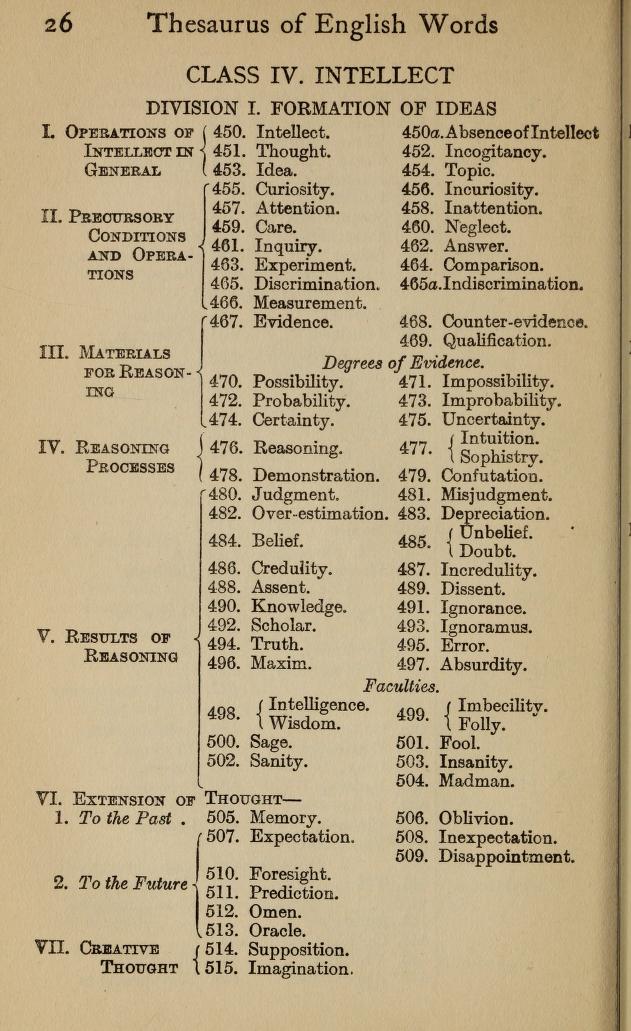 26 Thesaurus of English Words
CLASS IV. INTELLECT
DIVISION I. FORMATION OF IDEAS
I. OPERATIONS OF 450. Intellect. 450a. Absence of Intellect
INTELLECT IN 451. Thought. 452. Incogitancy.
GENERAL 453. Idea. 454. Topic.
455. Curiosity. 456. Incuriosity.
II. PRECURSORY 457. Attention. 458. Inattention.
CONDITIONS 459. Care. 460. Neglect.
AND OPERA- 461. Inquiry. 462. Answer.
TIONS 463. Experiment. 464. Comparison.
465. Discrimination. 465a. Indiscrimination.
466. Measurement.
467. Evidence. 468. Counter-evidence.
469. Qualification.
III. MATERIALS Degrees of Evidence.
FOR REASON- 470. Possibility. 471. Impossibility.
ING 472. Probability. 473. Improbability.
474. Certainty. 475. Uncertainty.
IV. REASONING 476. Reasoning. 477. { Intuition.
PROCESSES Sophistry.
478. Demonstration. 479. Confutation.
480. Judgment. 481. Misjudgment.
482. Over-estimation. 483. Depreciation.
484. Belief. 485. { Unbelief.
Doubt.
486. Credulity. 487. Incredulity.
488. Assent. 489. Dissent.
490. Knowledge. 491. Ignorance.
492. Scholar. 493. Ignoramus.
V. RESULTS OF 494. Truth. 495. Error.
REASONING 496. Maxim. 497. Absurdity.
Faculties.
498. { Intelligence. 499. { Imbecility.
Wisdom. Folly.
500. Sage. 501. Fool.
502. Sanity. 503. Insanity.
504. Madman.
VI. EXTENSION OF THOUGHT—
1. To the Past . 505. Memory. 506. Oblivion.
507. Expectation. 508. Inexpectation.
509. Disappointment.
2. To the Future 510. Foresight.
511. Prediction.
512. Omen.
513. Oracle.
VII. CREATIVE 514. Supposition.
THOUGHT 515. Imagination.